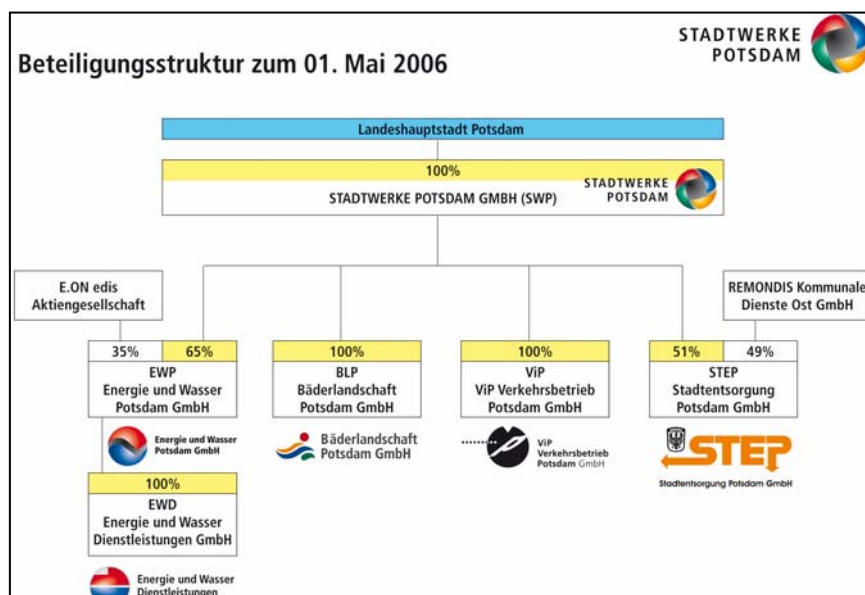 STADTWERKE
POTSDAM
Beteiligungsstruktur zum 01. Mai 2006
Landeshauptstadt Potsdam
100%
STADTWERKE POTSDAM GMBH (SWP)
STADTWERKE
POTSDAM
E.ON edis
Aktiengesellschaft
REMONDIS Kommunale
Dienste Ost GmbH
35% 65%
EWP
Energie und Wasser
Potsdam GmbH
Energie und Wasser
Potsdam GmbH
100%
BLP
Bäderlandschaft
Potsdam GmbH
Bäderlandschaft
Potsdam GmbH
100%
ViP
ViP Verkehrsbetrieb
Potsdam GmbH
ViP
Verkehrsbetrieb
Potsdam GmbH
51% 49%
STEP
Stadtentsorgung
Potsdam GmbH
STEP
Stadtentsorgung Potsdam GmbH
100%
EWD
Energie und Wasser
Dienstleistungen GmbH
Energie und Wasser
Dienstleistungen